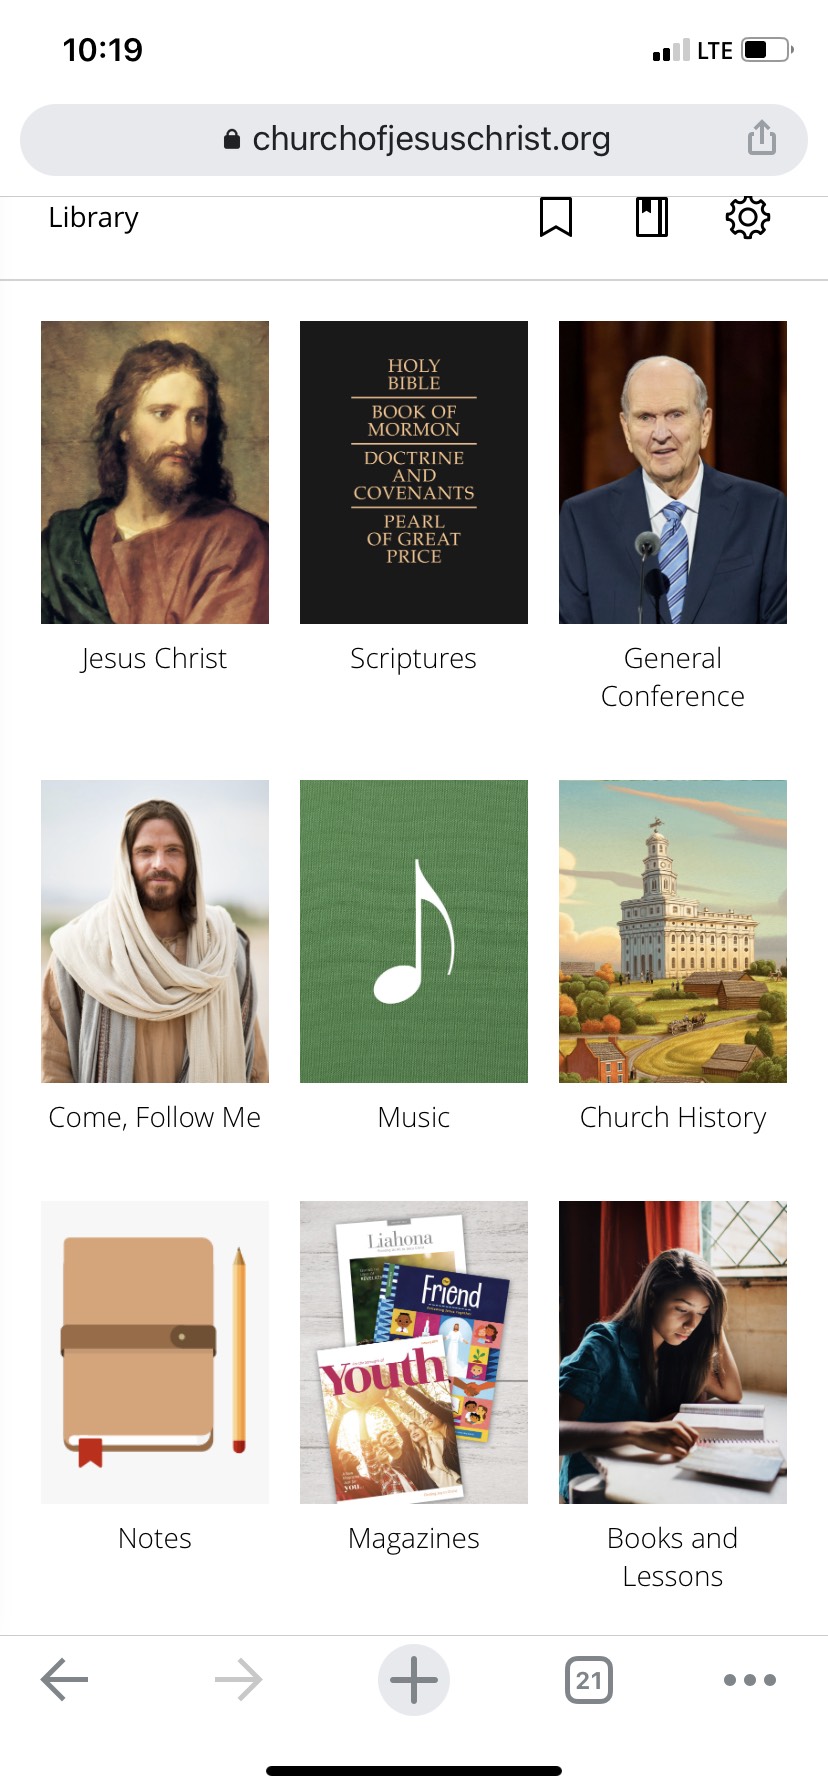 10:19
LTE
churchofjesuschrist.org
Library
HOLY
BIBLE
BOOK OF
MORMON
DOCTRINE
AND
COVENANTS
PEARL
OF GREAT
PRICE
Jesus Christ
Scriptures
General
Conference
Come, Follow Me
Music
Church History
Liahona
Friend
Youth
you.
Notes
Magazines
Books and
Lessons
21